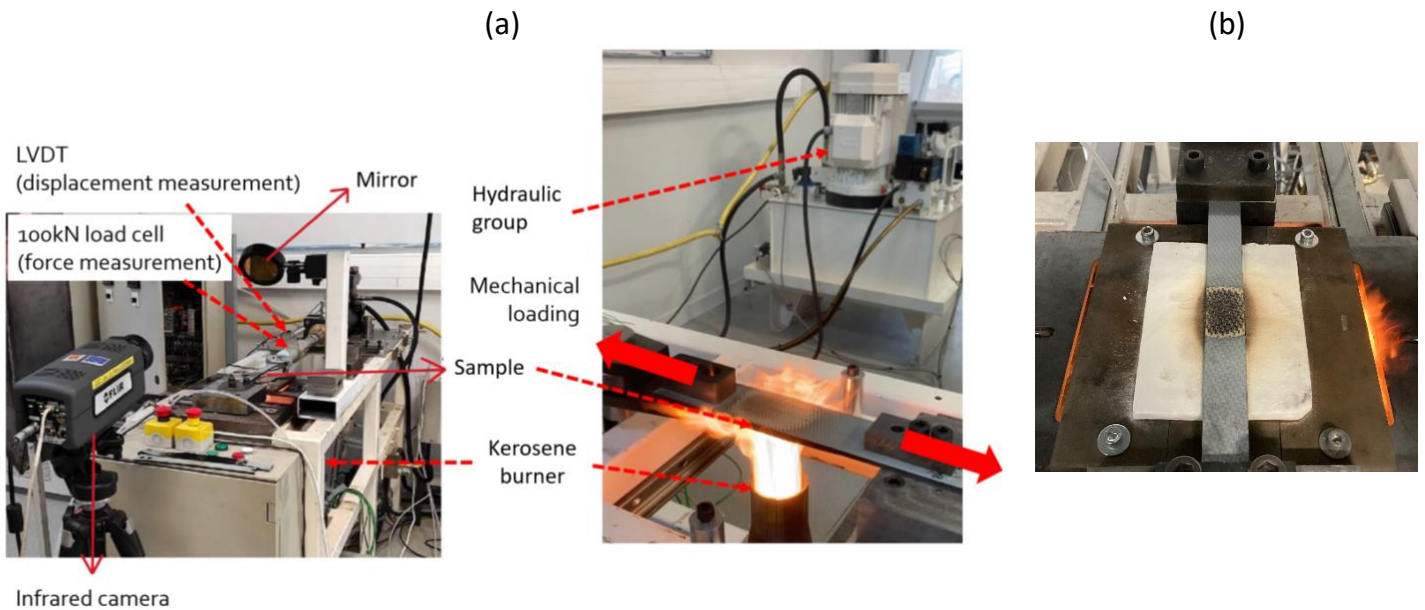 (a)
(b)
LVDT
(displacement measurement)
Mirror
100kN load cell
(force measurement)
Hydraulic
group
Mechanical
loading
Sample
Kerosene
burner
FLIR
Infrared camera